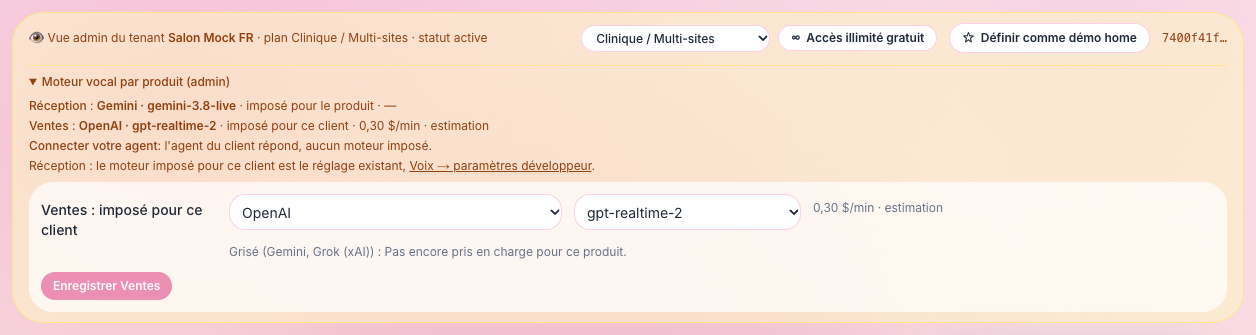 👁 Vue admin du tenant Salon Mock FR · plan Clinique / Multi-sites · statut active
Clinique / Multi-sites
∞ Accès illimité gratuit
☆ Définir comme démo home
7400f41f…
▼ Moteur vocal par produit (admin)
Réception : Gemini · gemini-3.8-live · imposé pour le produit · —
Ventes : OpenAI · gpt-realtime-2 · imposé pour ce client · 0,30 $/min · estimation
Connecter votre agent: l'agent du client répond, aucun moteur imposé.
Réception : le moteur imposé pour ce client est le réglage existant, Voix → paramètres développeur.
Ventes : imposé pour ce
client
OpenAI
gpt-realtime-2
0,30 $/min · estimation
Grisé (Gemini, Grok (xAI)) : Pas encore pris en charge pour ce produit.
Enregistrer Ventes